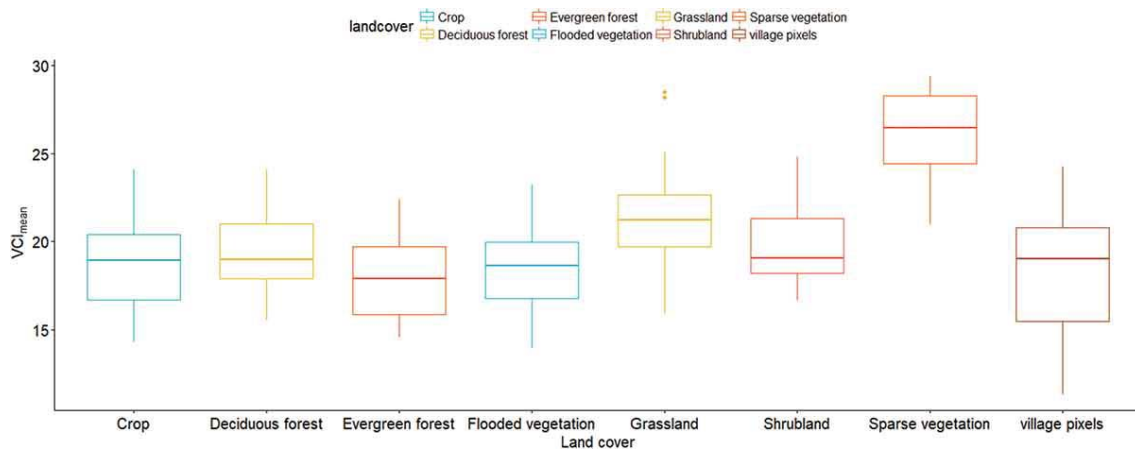 landcover
Crop Evergreen forest Grassland Sparse vegetation
Deciduous forest Flooded vegetation Shrubland village pixels
30
25
20
15
VCImean
Crop Deciduous forest Evergreen forest Flooded vegetation Grassland Shrubland Sparse vegetation village pixels
Land cover